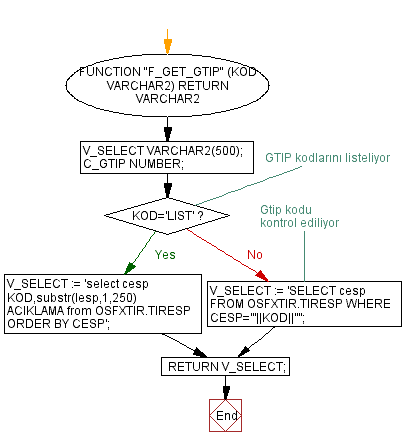 FUNCTION "F_GET_GTIP" (KOD
VARCHAR2) RETURN
VARCHAR2
V_SELECT VARCHAR2(500);
C_GTIP NUMBER;
GTIP kodlarını listeliyor
KOD='LIST' ?
Gtip kodu
kontrol ediliyor
Yes
No
V_SELECT := 'select cesp
KOD,substr(lesp,1,250)
ACIKLAMA from OSFXTIR.TIRESP
ORDER BY CESP';
V_SELECT := 'SELECT cesp
FROM OSFXTIR.TIRESP WHERE
CESP='''||KOD||'''';
RETURN V_SELECT;
End